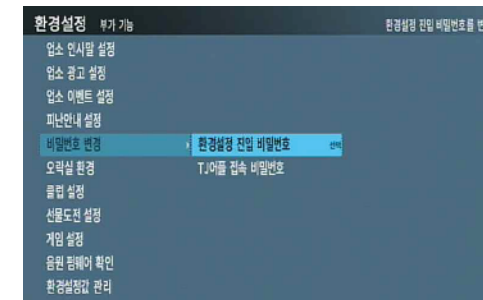 환경설정 부가 기능 환경설정 진입 비밀번호를 변
업소 인사말 설정
업소 광고 설정
업소 이벤트 설정
피난안내 설정
비밀번호 변경 › 환경설정 진입 비밀번호 선택
오락실 환경 TJ어플 접속 비밀번호
클럽 설정
선물도전 설정
게임 설정
음원 펌웨어 확인
환경설정값 관리